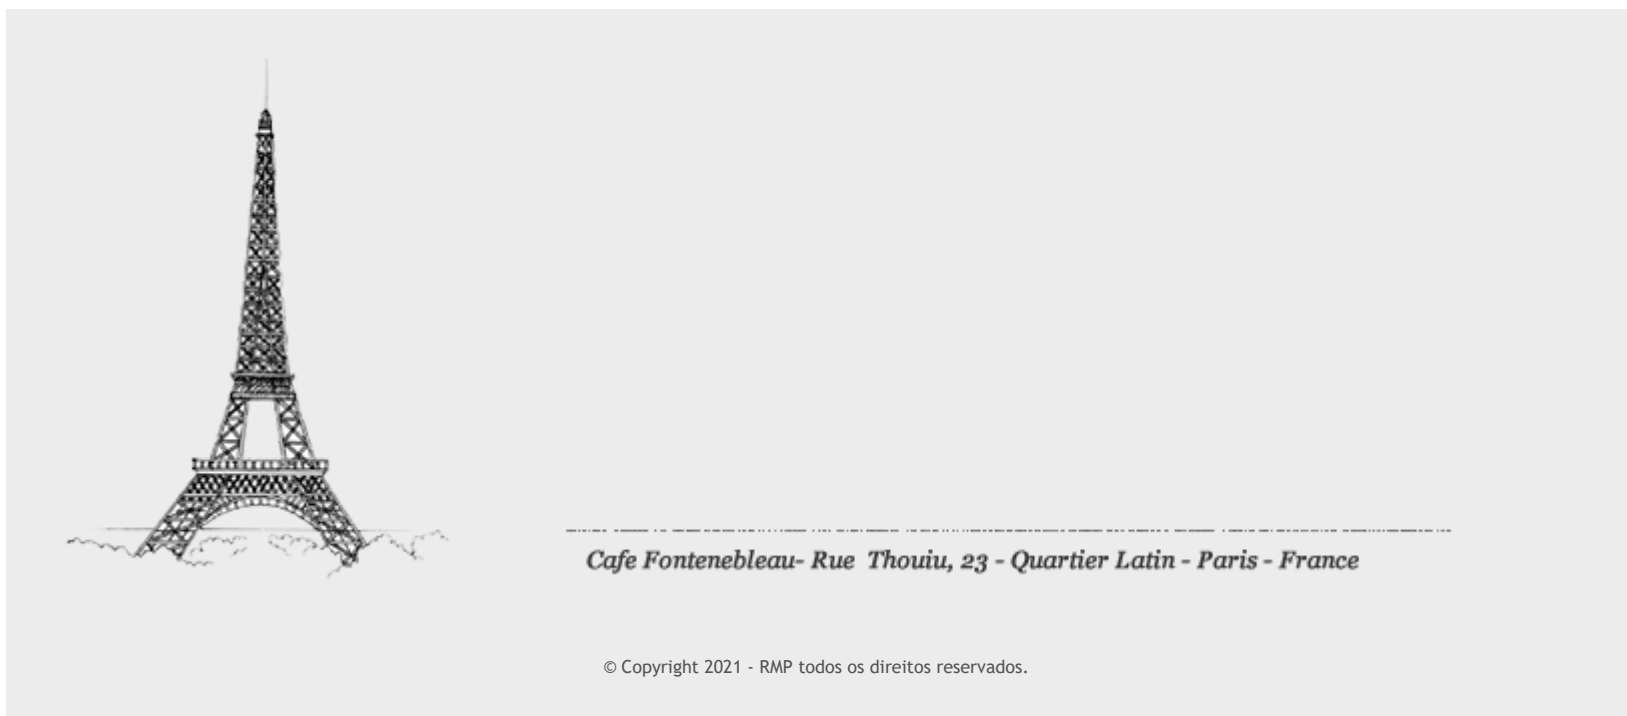 Cafe Fontenebleau- Rue  Thouiu, 23 - Quartier Latin - Paris - France
© Copyright 2021 - RMP todos os direitos reservados.